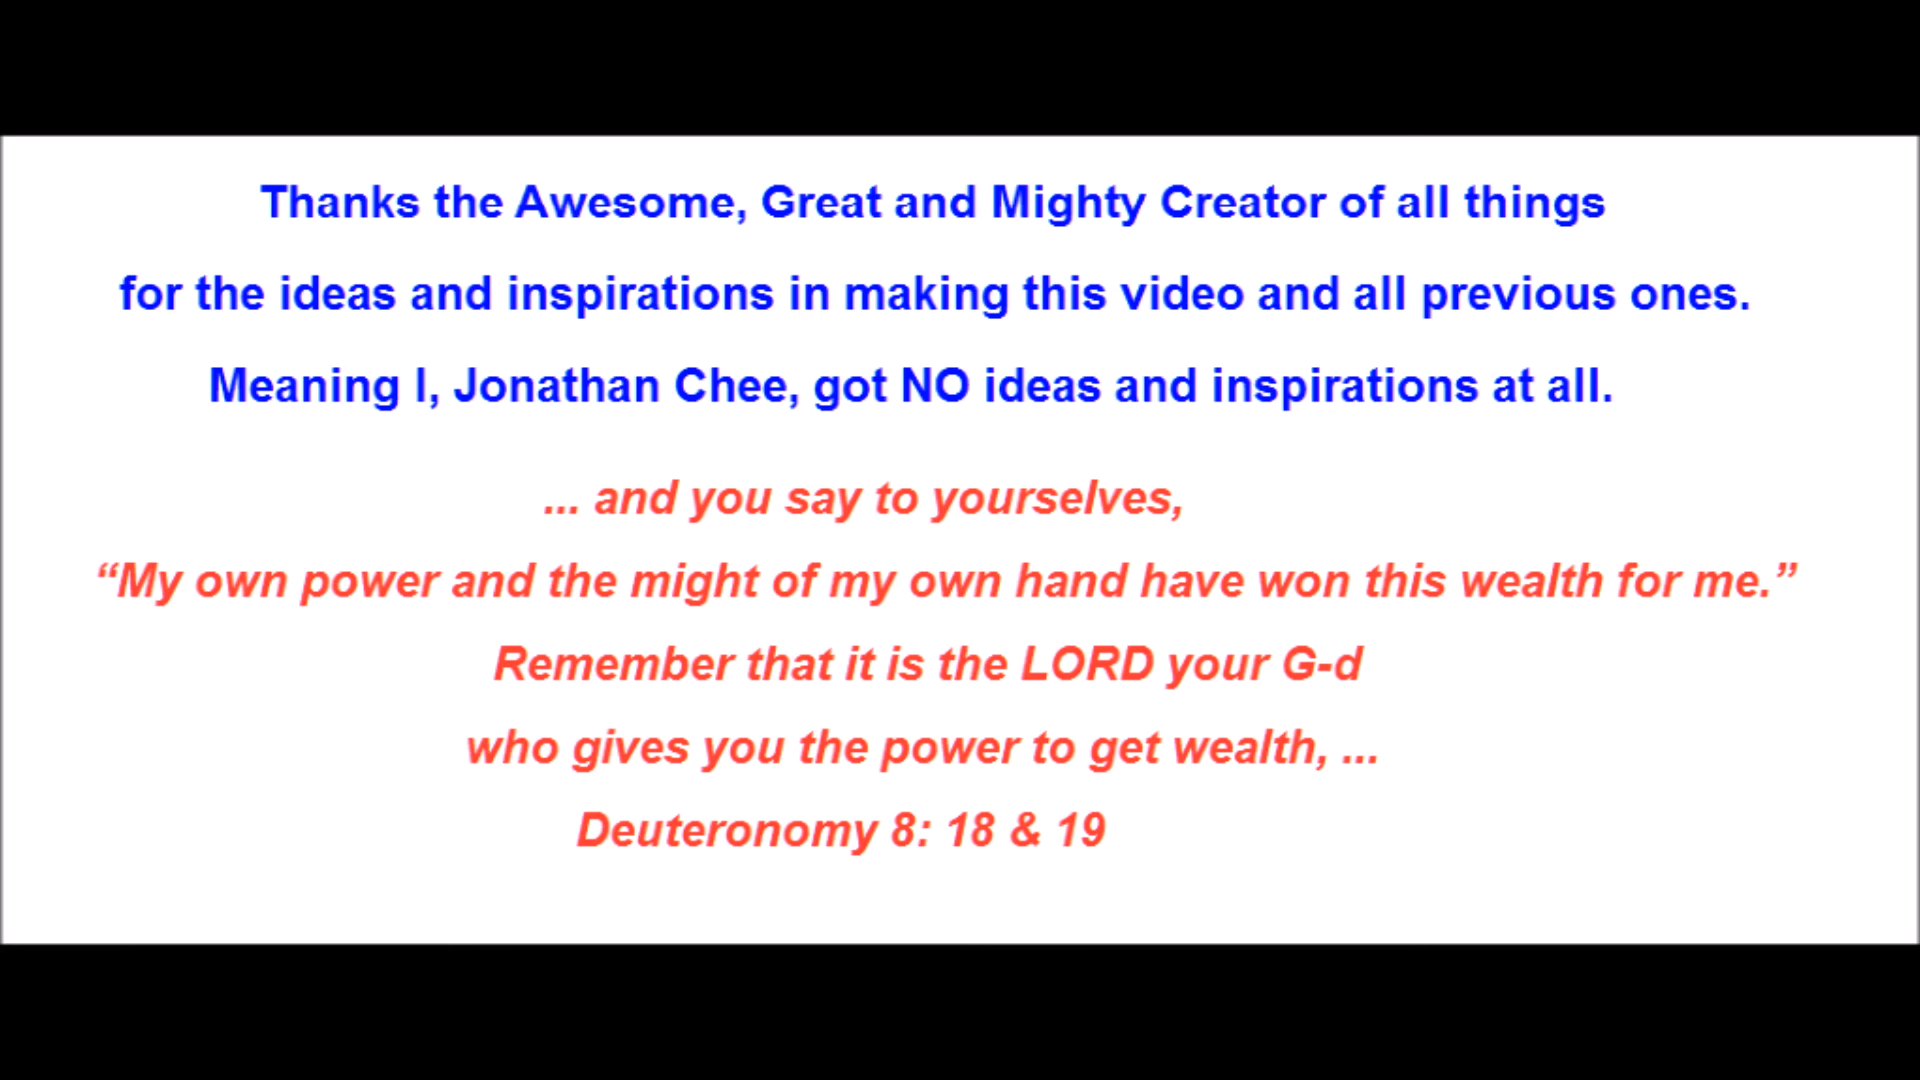 Thanks the Awesome, Great and Mighty Creator of all things
for the ideas and inspirations in making this video and all previous ones.
Meaning I, Jonathan Chee, got NO ideas and inspirations at all.
... and you say to yourselves,
“My own power and the might of my own hand have won this wealth for me.”
Remember that it is the LORD your G-d
who gives you the power to get wealth, ...
Deuteronomy 8: 18 & 19